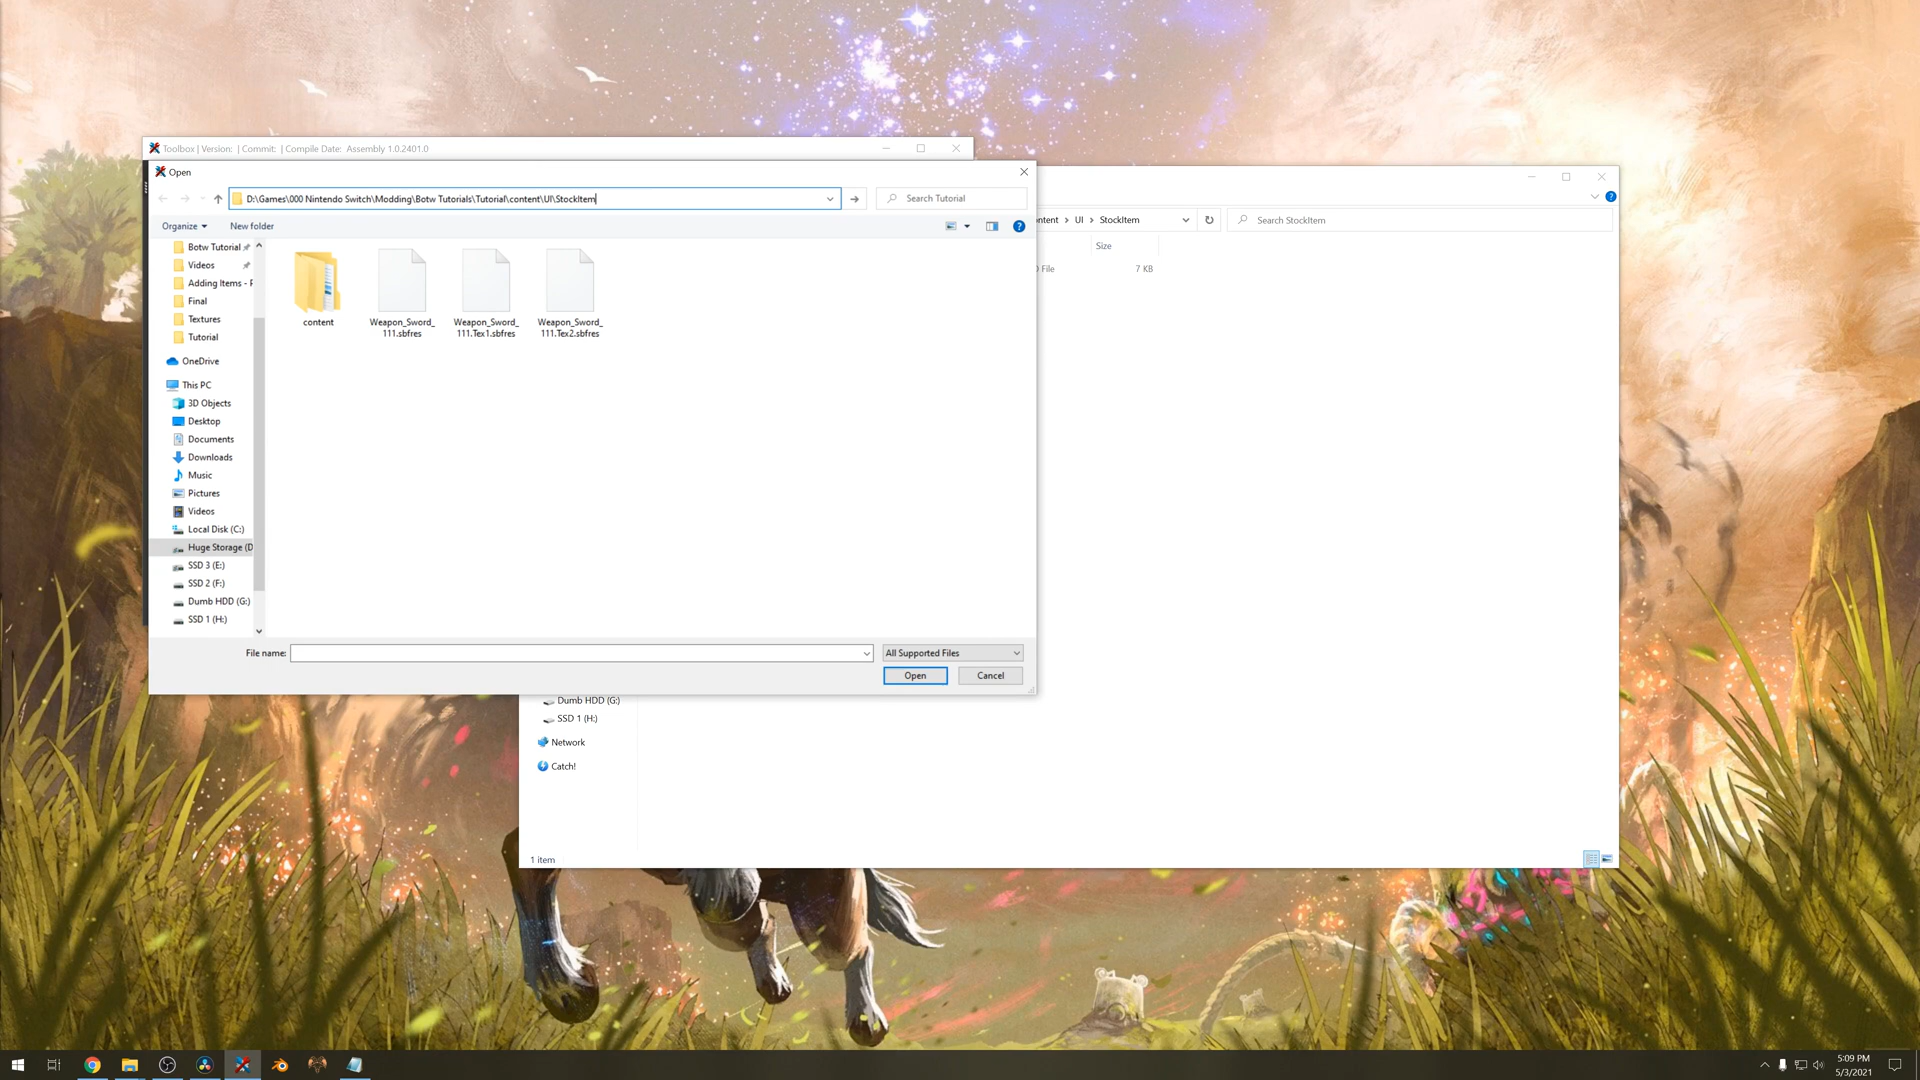 Toolbox | Version: | Commit: | Compile Date: Assembly 1.0.2401.0
Open
D:\Games\000 Nintendo Switch\Modding\Botw Tutorials\Tutorial\content\UI\StockItem
Search Tutorial
Organize
New folder
Botw Tutorial
Videos
Adding Items -
Final
Textures
Tutorial
OneDrive
This PC
3D Objects
Desktop
Documents
Downloads
Music
Pictures
Videos
Local Disk (C:)
Huge Storage (D
SSD 3 (E:)
SSD 2 (F:)
Dumb HDD (G:)
SSD 1 (H:)
content
Weapon_Sword_
111.sbfres
Weapon_Sword_
111.Tex1.sbfres
Weapon_Sword_
111.Tex2.sbfres
File name:
All Supported Files
Open
Cancel
ontent > UI > StockItem
Search StockItem
Size
File
7 KB
Dumb HDD (G:)
SSD 1 (H:)
Network
Catch!
1 item
5:09 PM
5/3/2021